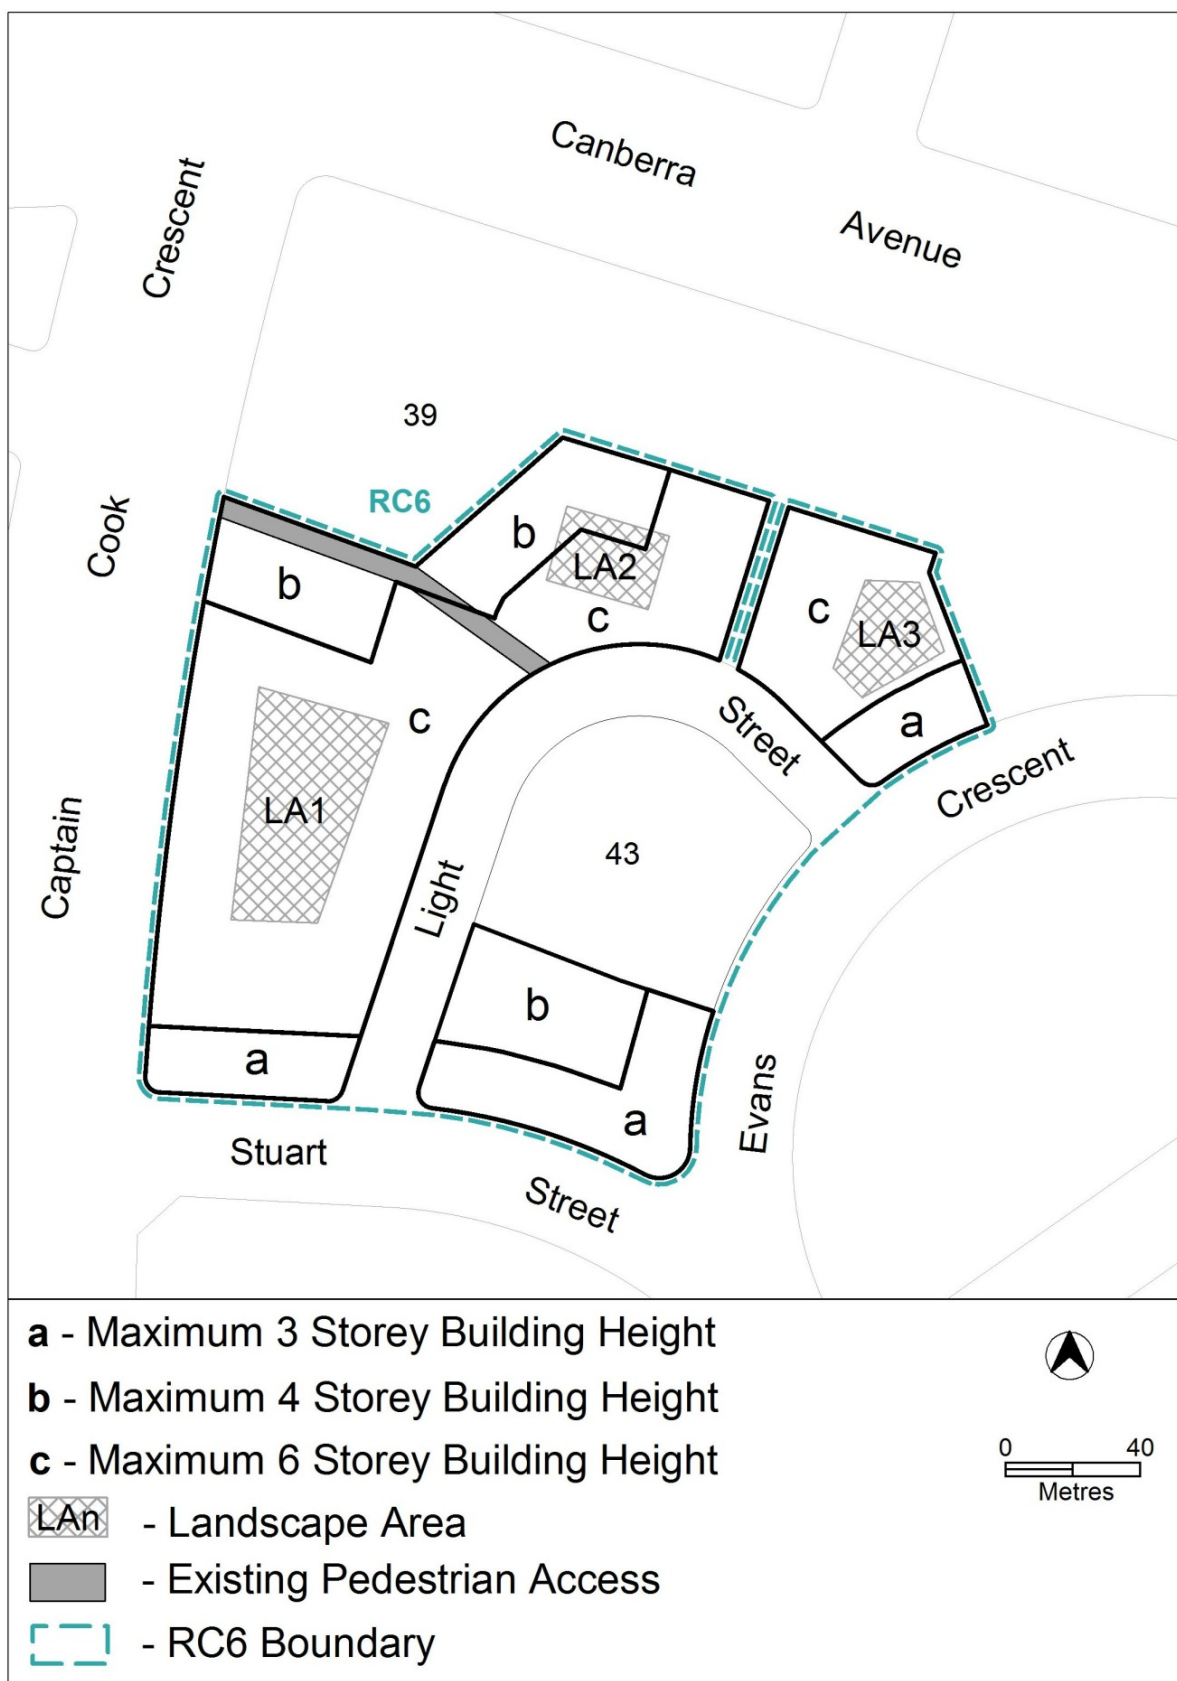 Canberra
Avenue
Crescent
39
RC6
Cook
b
b
LA2
c
c
LA3
c
Street
a
Crescent
LA1
43
Captain
Light
b
a
Evans
a
Stuart
Street
a - Maximum 3 Storey Building Height
b - Maximum 4 Storey Building Height
c - Maximum 6 Storey Building Height
LAn - Landscape Area
- Existing Pedestrian Access
- RC6 Boundary
0 40
Metres